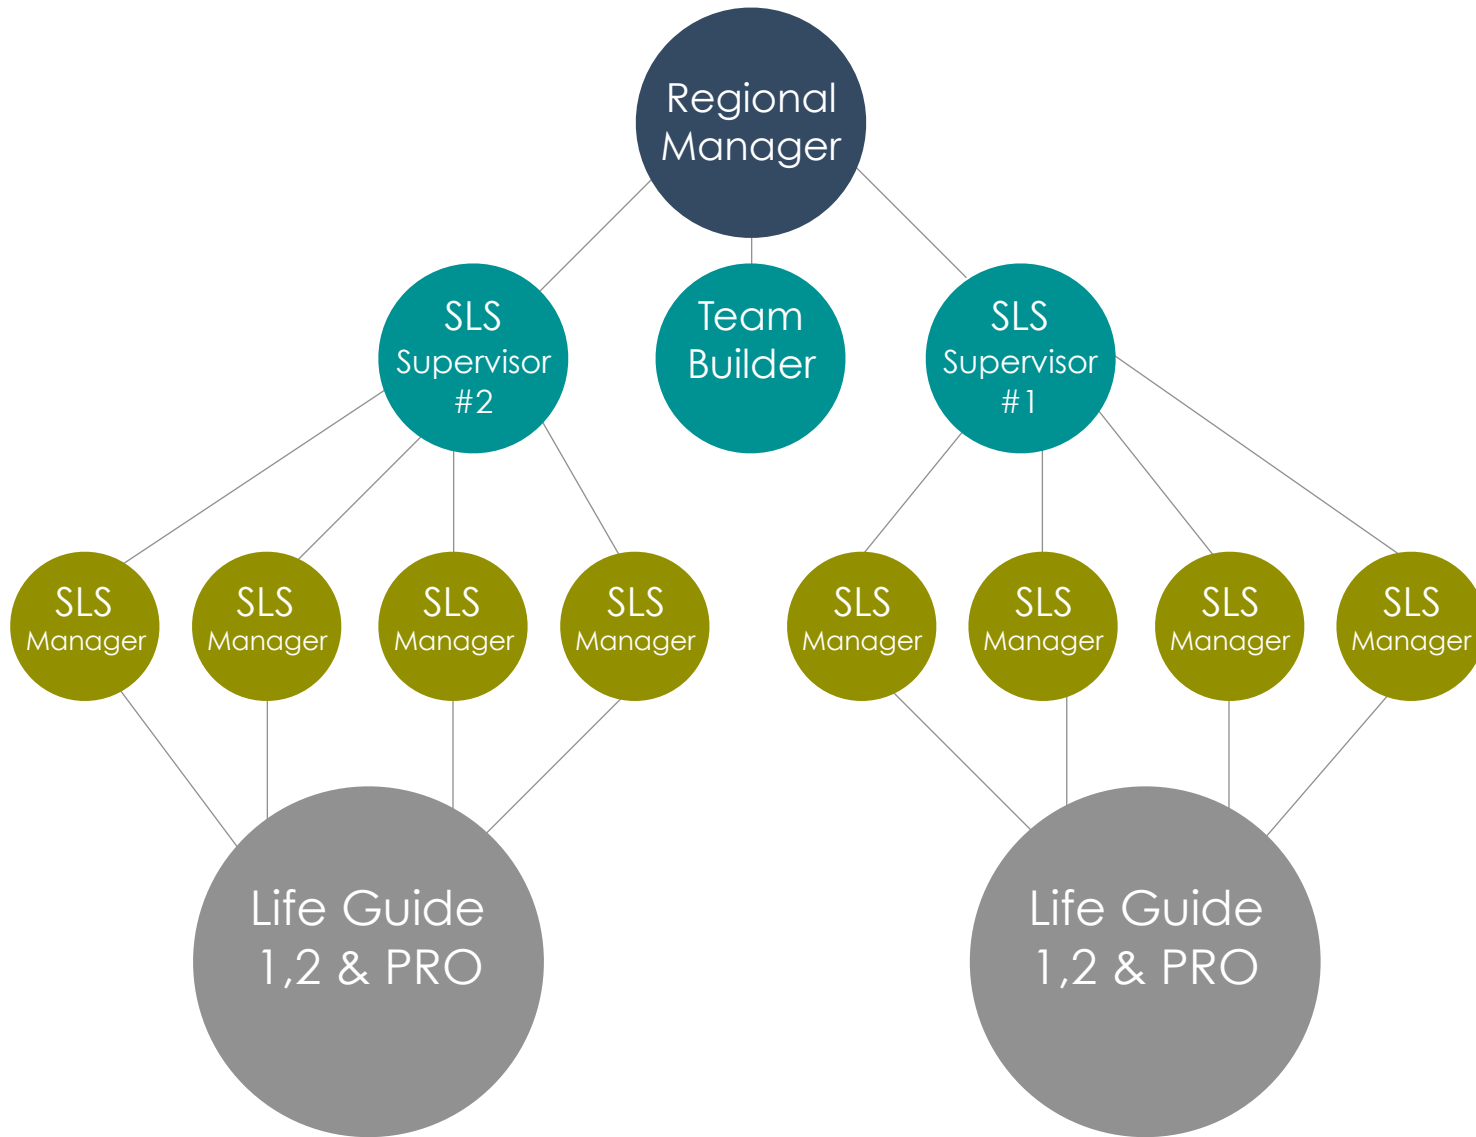 Regional
Manager
SLS
Supervisor
#2
Team
Builder
SLS
Supervisor
#1
SLS
Manager
SLS
Manager
SLS
Manager
SLS
Manager
SLS
Manager
SLS
Manager
SLS
Manager
SLS
Manager
Life Guide
1,2 & PRO
Life Guide
1,2 & PRO